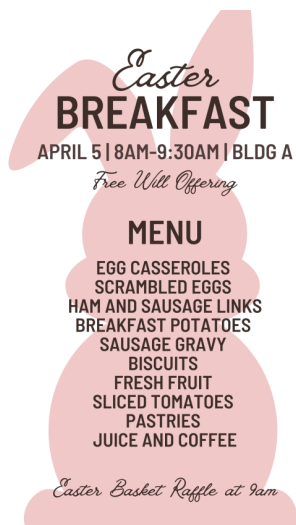 Easter
BREAKFAST
APRIL 5 | 8AM-9:30AM | BLDG A
Free Will Offering
MENU
EGG CASSEROLES
SCRAMBLED EGGS
HAM AND SAUSAGE LINKS
BREAKFAST POTATOES
SAUSAGE GRAVY
BISCUITS
FRESH FRUIT
SLICED TOMATOES
PASTRIES
JUICE AND COFFEE
Easter Basket Raffle at 9am